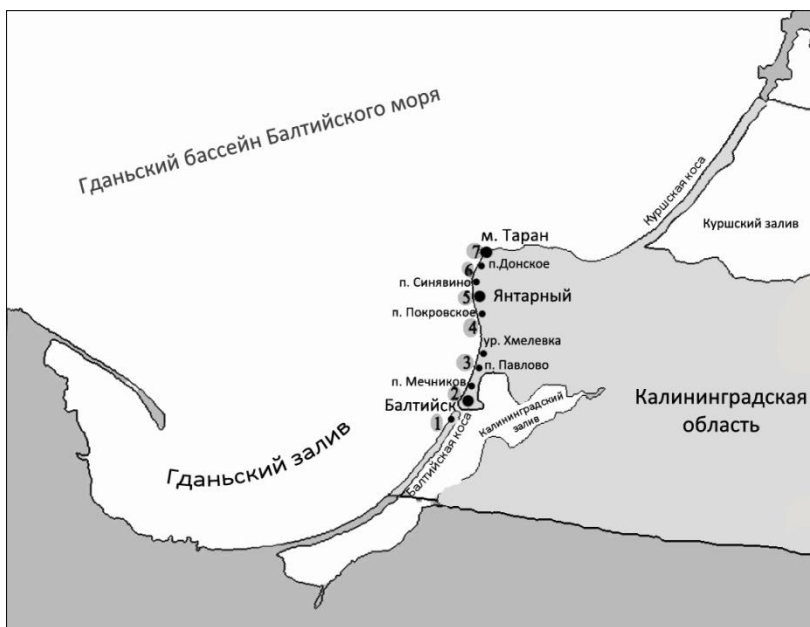 Гданьский бассейн Балтийского моря
Куршская коса
Куршский залив
м. Таран
7
п.Донское
6
п. Синявино
5
Янтарный
п. Покровское
4
ур. Хмелевка
3
п. Павлово
п. Мечников
2
Балтийск
1
Калининградский
залив
Балтийская коса
Калининградская
область
Гданьский залив